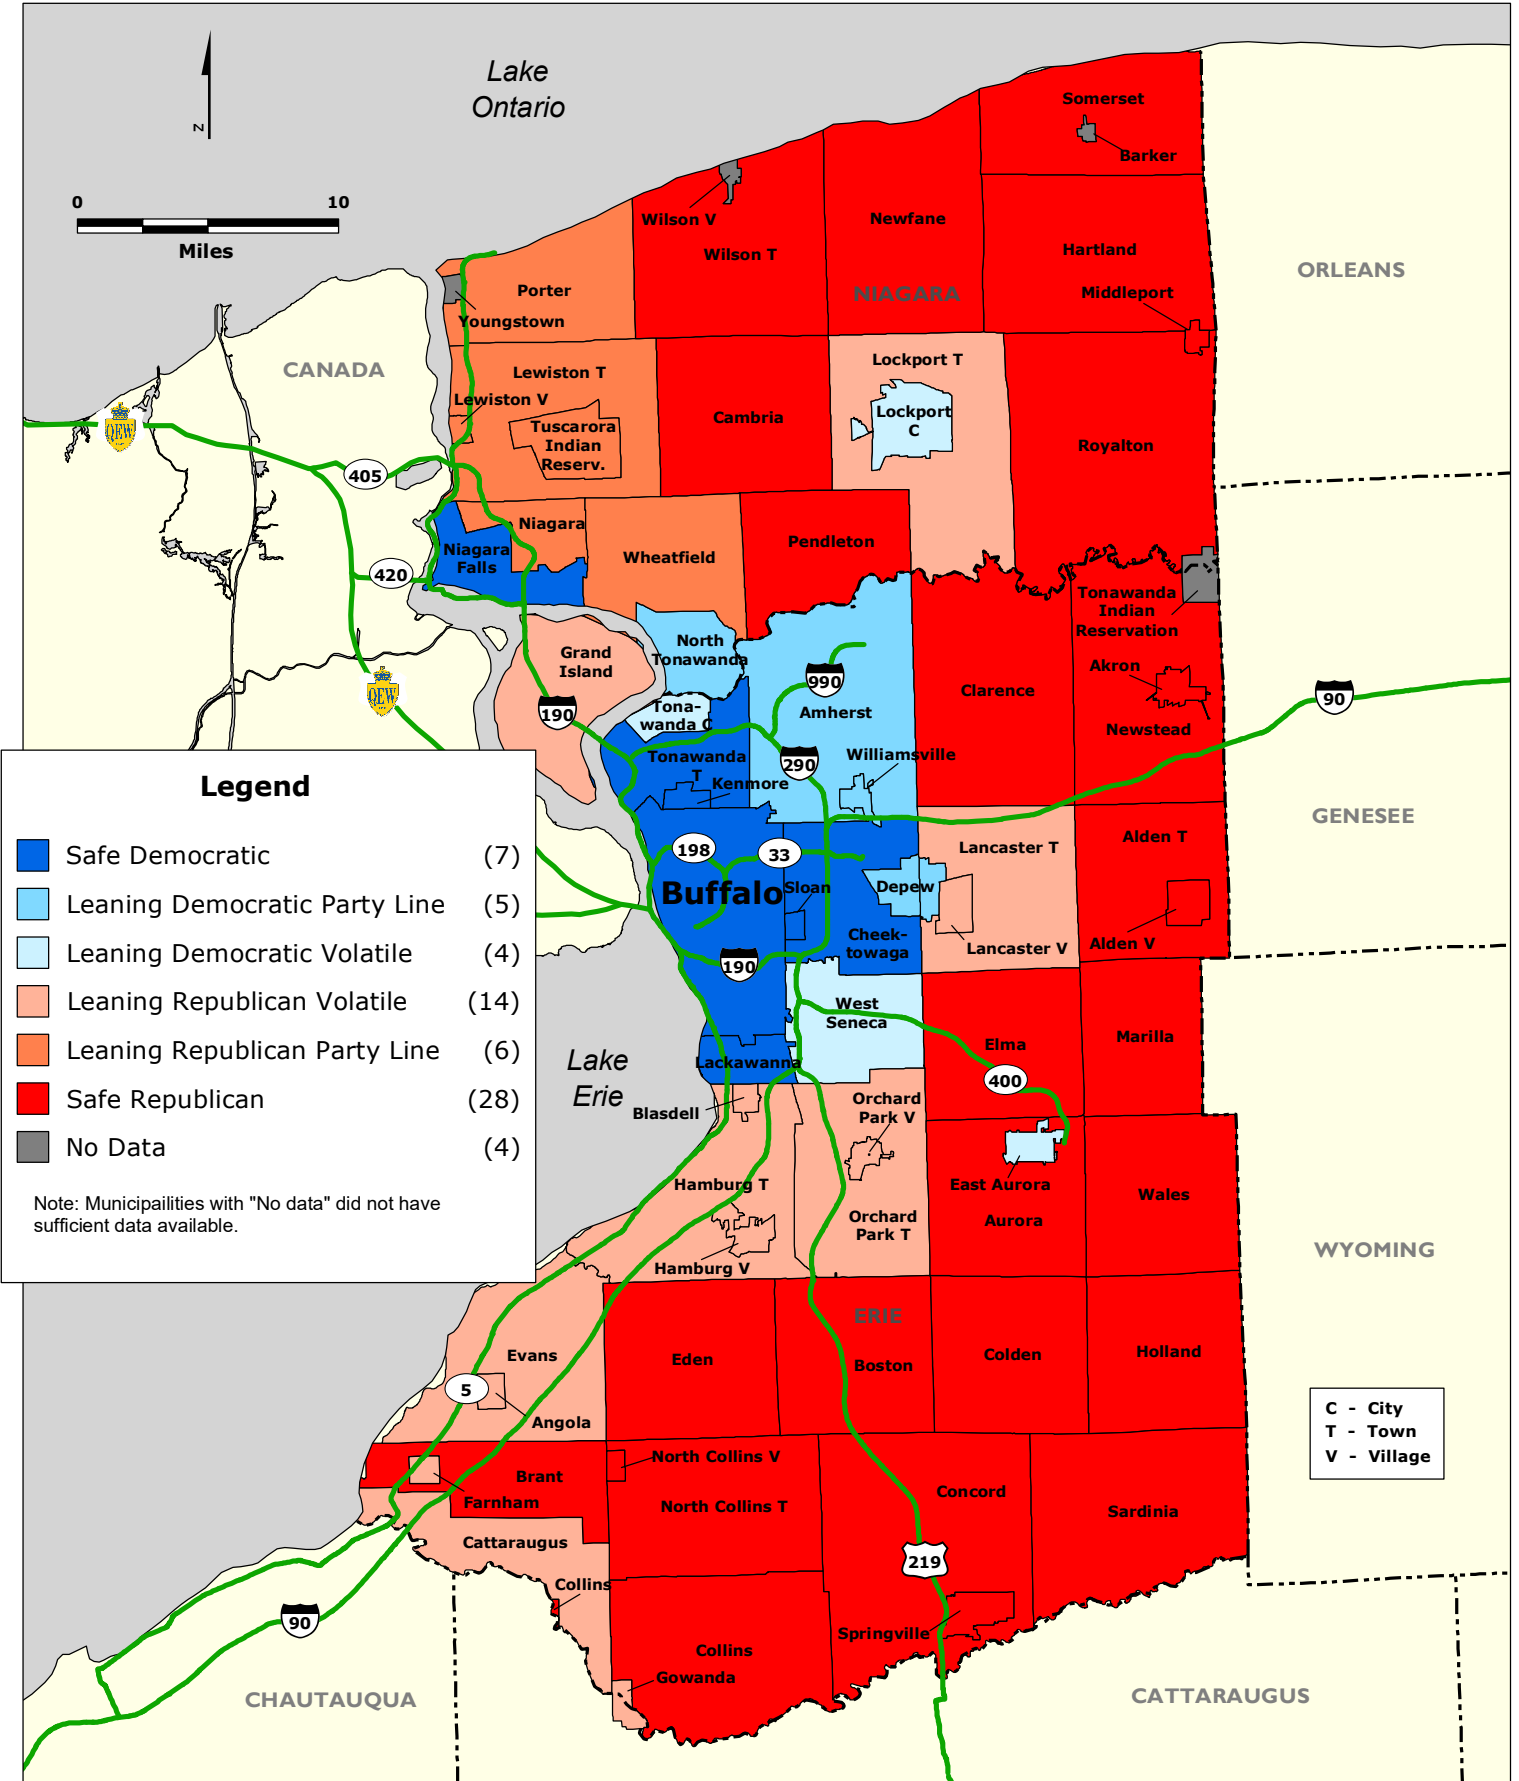 Lake
Ontario
z
0 10
Miles
Somerset
Barker
Wilson V
Wilson T
Newfane
Hartland
NIAGARA
Middleport
ORLEANS
Porter
Youngstown
CANADA
Lewiston T
Lewiston V
Tuscarora
Indian
Reserv.
Cambria
Lockport T
Lockport
C
Royalton
QEW
405
Niagara
Niagara
Falls
Wheatfield
Pendleton
420
Tonawanda
Indian
Reservation
Grand
Island
North
Tonawanda
Akron
990
Clarence
QEW
190
Tona-
wanda C
Amherst
90
Newstead
Tonawanda
T
290
Williamsville
Kenmore
GENESEE
198
33
Lancaster T
Alden T
Buffalo
Sloan
Depew
Cheek-
towaga
Lancaster V
Alden V
190
West
Seneca
Elma
Marilla
Lackawanna
400
Lake
Erie
Blasdell
Orchard
Park V
Hamburg T
East Aurora
Aurora
Wales
Orchard
Park T
Hamburg V
WYOMING
ERIE
Evans
Eden
Boston
Colden
Holland
5
Angola
North Collins V
Brant
Farnham
North Collins T
Concord
Sardinia
Cattaraugus
219
Collins
90
Springville
Collins
Gowanda
CHAUTAUQUA
CATTARAUGUS
Legend
Safe Democratic (7)
Leaning Democratic Party Line (5)
Leaning Democratic Volatile (4)
Leaning Republican Volatile (14)
Leaning Republican Party Line (6)
Safe Republican (28)
No Data (4)
Note: Municipailities with "No data" did not have
sufficient data available.
C - City
T - Town
V - Village